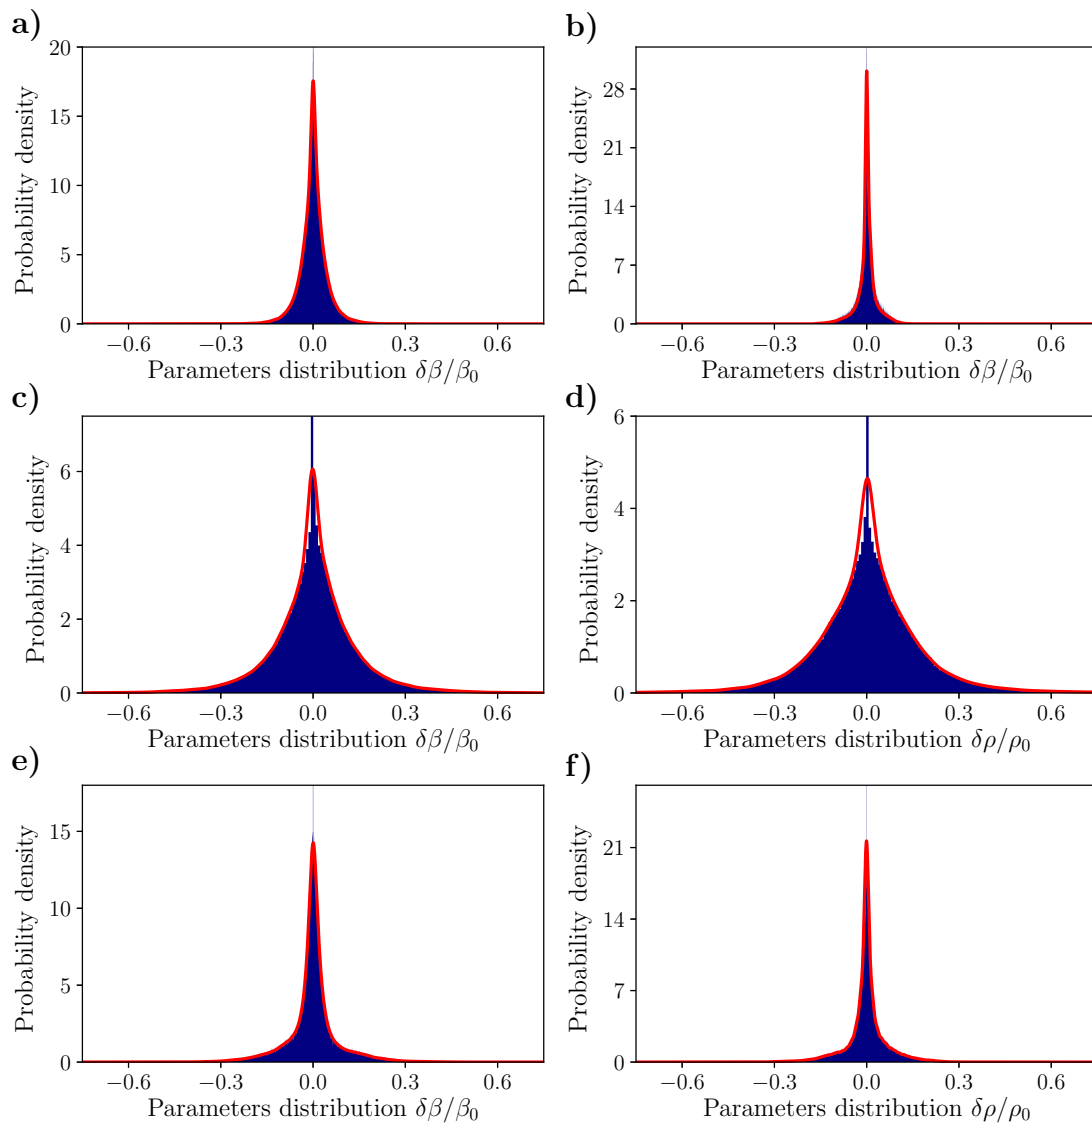 a)
Probability density
20
15
10
5
0
−0.6 −0.3 0.0 0.3 0.6
Parameters distribution δβ/β₀
b)
Probability density
28
21
14
7
0
−0.6 −0.3 0.0 0.3 0.6
Parameters distribution δβ/β₀
c)
Probability density
6
4
2
0
−0.6 −0.3 0.0 0.3 0.6
Parameters distribution δβ/β₀
d)
Probability density
6
4
2
0
−0.6 −0.3 0.0 0.3 0.6
Parameters distribution δρ/ρ₀
e)
Probability density
15
10
5
0
−0.6 −0.3 0.0 0.3 0.6
Parameters distribution δβ/β₀
f)
Probability density
21
14
7
0
−0.6 −0.3 0.0 0.3 0.6
Parameters distribution δρ/ρ₀